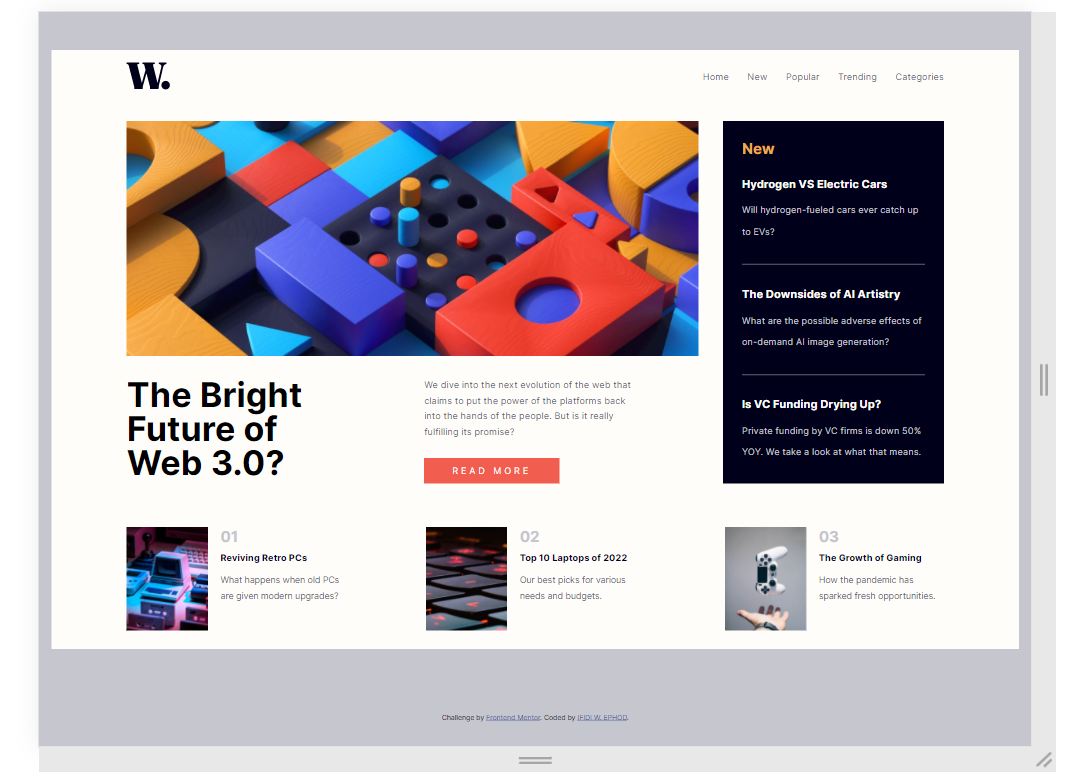 W.
Home New Popular Trending Categories
The Bright
Future of
Web 3.0?
We dive into the next evolution of the web that
claims to put the power of the platforms back
into the hands of the people. But is it really
fulfilling its promise?
READ MORE
New
Hydrogen VS Electric Cars
Will hydrogen-fueled cars ever catch up
to EVs?
The Downsides of AI Artistry
What are the possible adverse effects of
on-demand AI image generation?
Is VC Funding Drying Up?
Private funding by VC firms is down 50%
YOY. We take a look at what that means.
01
Reviving Retro PCs
What happens when old PCs
are given modern upgrades?
02
Top 10 Laptops of 2022
Our best picks for various
needs and budgets.
03
The Growth of Gaming
How the pandemic has
sparked fresh opportunities.
Challenge by Frontend Mentor. Coded by IFIDI W. EPHOD.